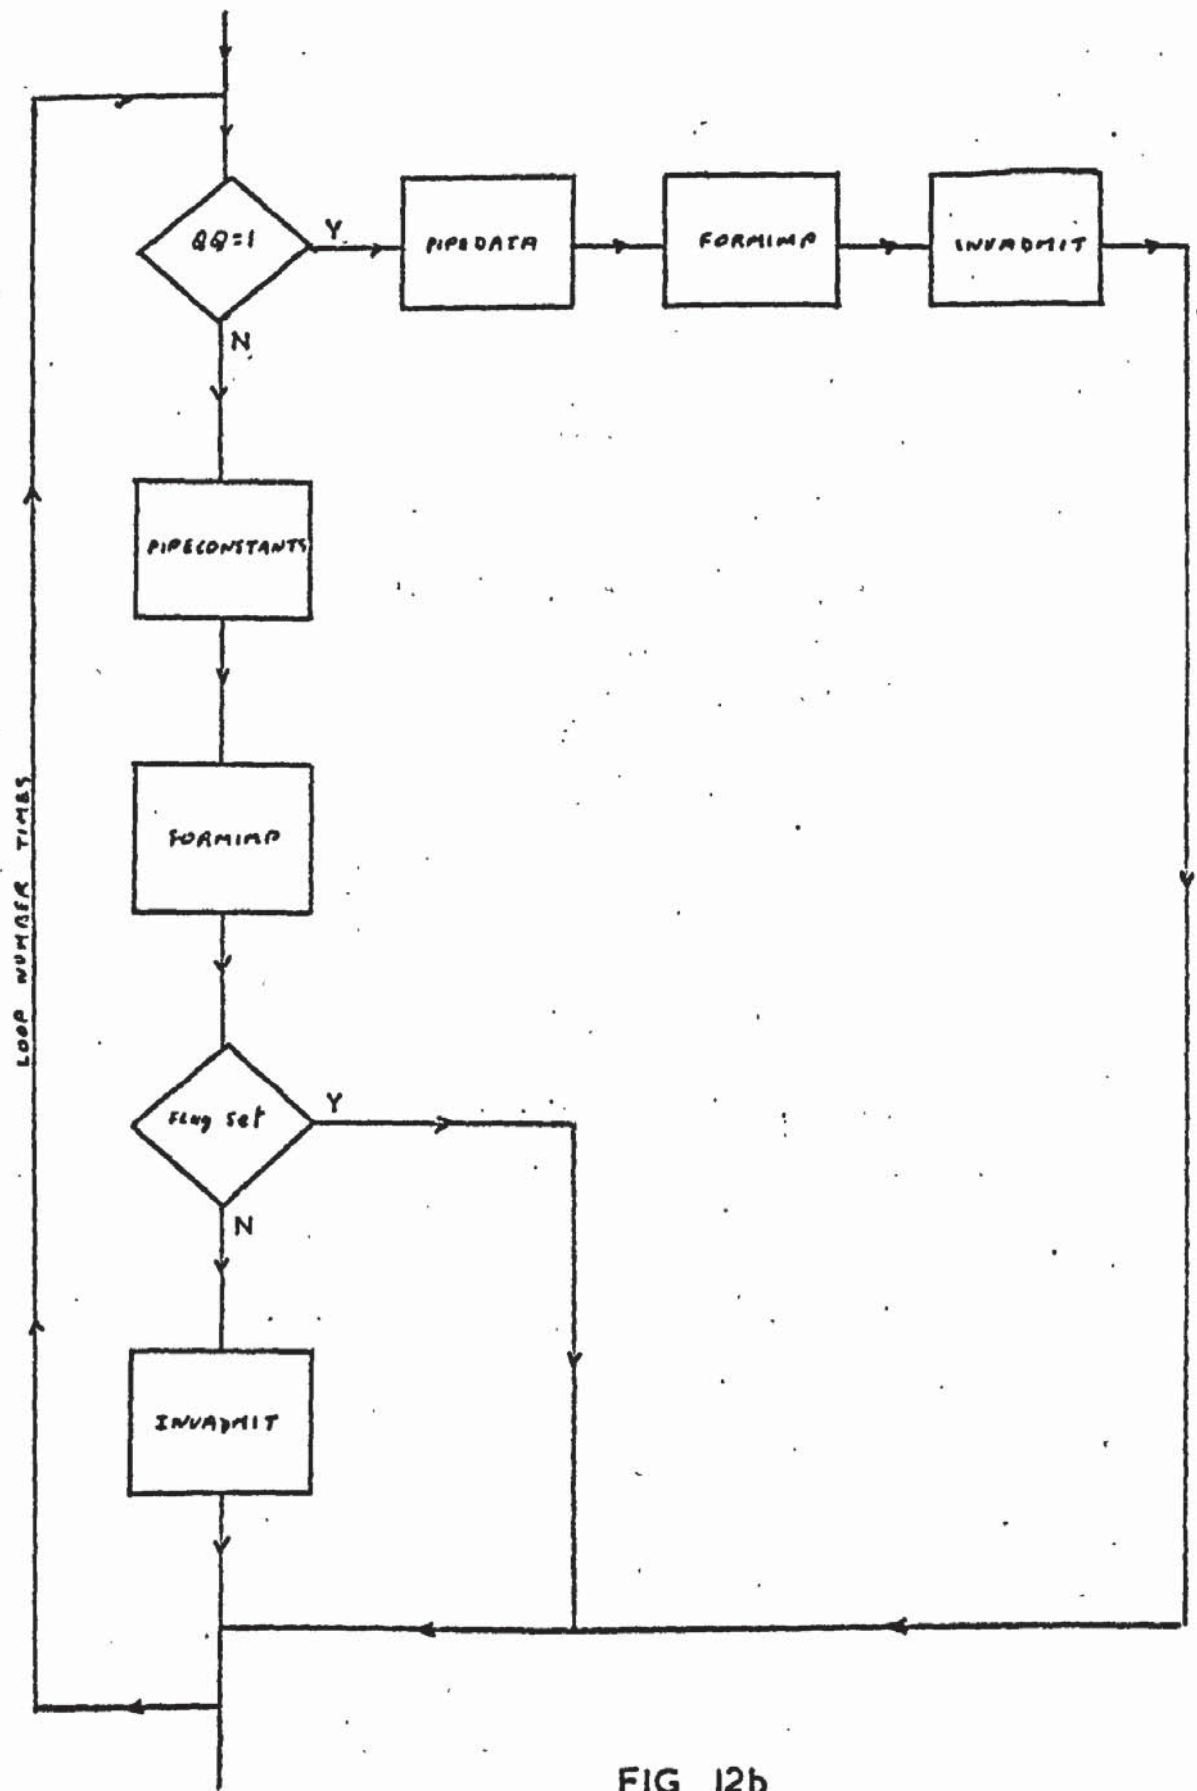 QQ=1
Y
PIPEDATA
FORMIMP
INVADMIT
N
PIPECONSTANTS
FORMIMP
LOOP NUMBER TIMES
Flag Set
Y
N
INVADMIT
FIG 12b